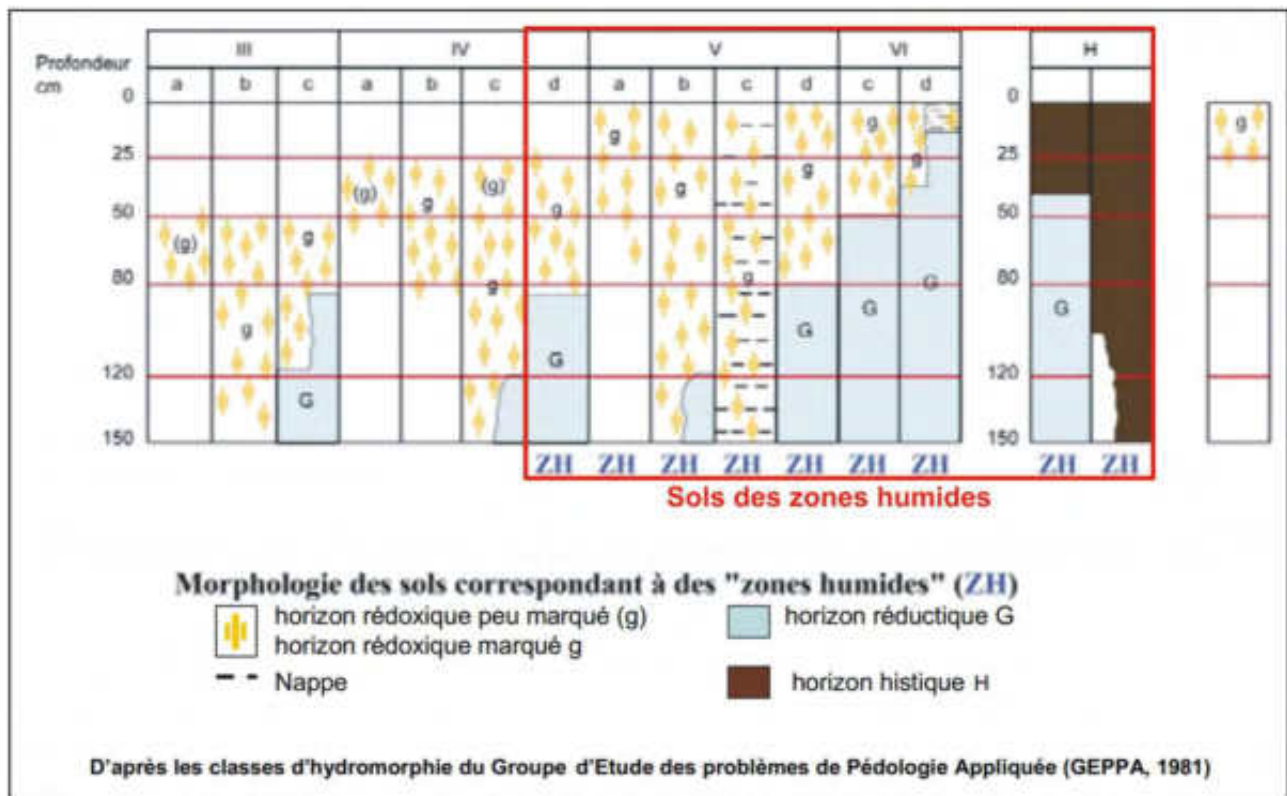 III IV V VI H
Profondeur
cm a b c a b c d a b c d c d
0 0
g g g
25 25
(g) g (g) g g g g
50 50
(g) g g g
80 80
g g G G G G G
120 120
G
150 150
ZH ZH ZH ZH ZH ZH ZH ZH ZH
Sols des zones humides
Morphologie des sols correspondant à des "zones humides" (ZH)
horizon rédoxique peu marqué (g) horizon réductique G
horizon rédoxique marqué g
Nappe horizon histique H
D'après les classes d'hydromorphie du Groupe d'Etude des problèmes de Pédologie Appliquée (GEPPA, 1981)